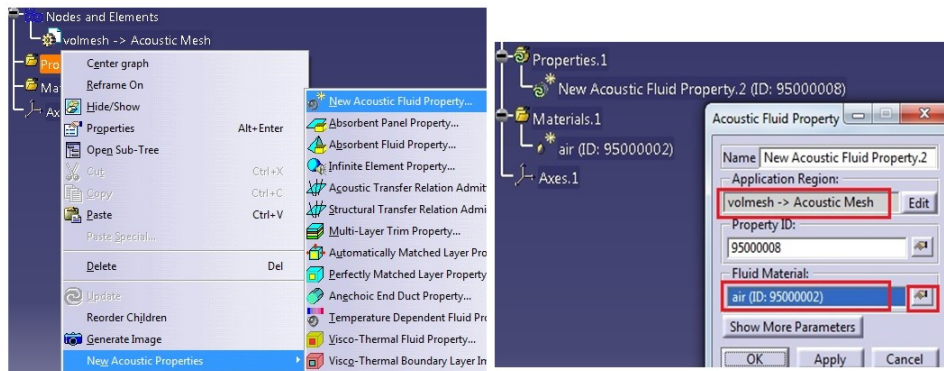 Nodes and Elements
volmesh -> Acoustic Mesh
Pro
Ma
Ax
Center graph
Reframe On
Hide/Show
Properties Alt+Enter
Open Sub-Tree
Cut Ctrl+X
Copy Ctrl+C
Paste Ctrl+V
Paste Special...
Delete Del
Update
Reorder Children
Generate Image
New Acoustic Properties
New Acoustic Fluid Property...
Absorbent Panel Property...
Absorbent Fluid Property...
Infinite Element Property...
Acoustic Transfer Relation Admit
Structural Transfer Relation Admi
Multi-Layer Trim Property...
Automatically Matched Layer Pro
Perfectly Matched Layer Property
Anechoic End Duct Property...
Temperature Dependent Fluid Pro
Visco-Thermal Fluid Property...
Visco-Thermal Boundary Layer In
Properties.1
New Acoustic Fluid Property.2 (ID: 95000008)
Materials.1
air (ID: 95000002)
Axes.1
Acoustic Fluid Property
Name New Acoustic Fluid Property.2
Application Region:
volmesh -> Acoustic Mesh Edit
Property ID:
95000008
Fluid Material:
air (ID: 95000002)
Show More Parameters
OK Apply Cancel